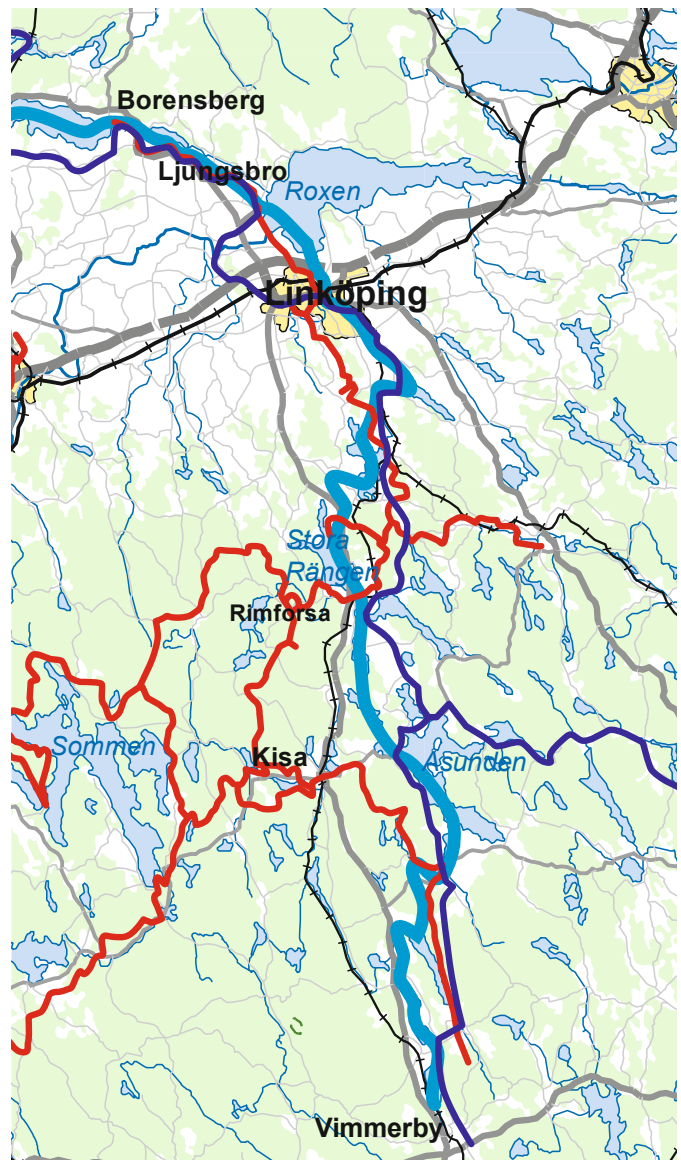 Borensberg
Ljungsbro
Roxen
Linköping
Stora
Rängen
Rimforsa
Sommen
Kisa
Åsunden
Vimmerby